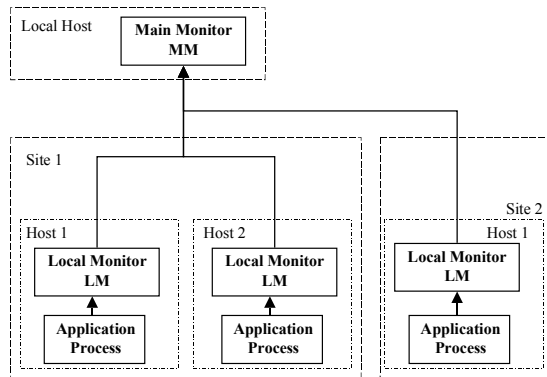 Local Host
Main Monitor
MM
Site 1
Site 2
Host 1
Host 2
Host 1
Local Monitor
LM
Local Monitor
LM
Local Monitor
LM
Application
Process
Application
Process
Application
Process